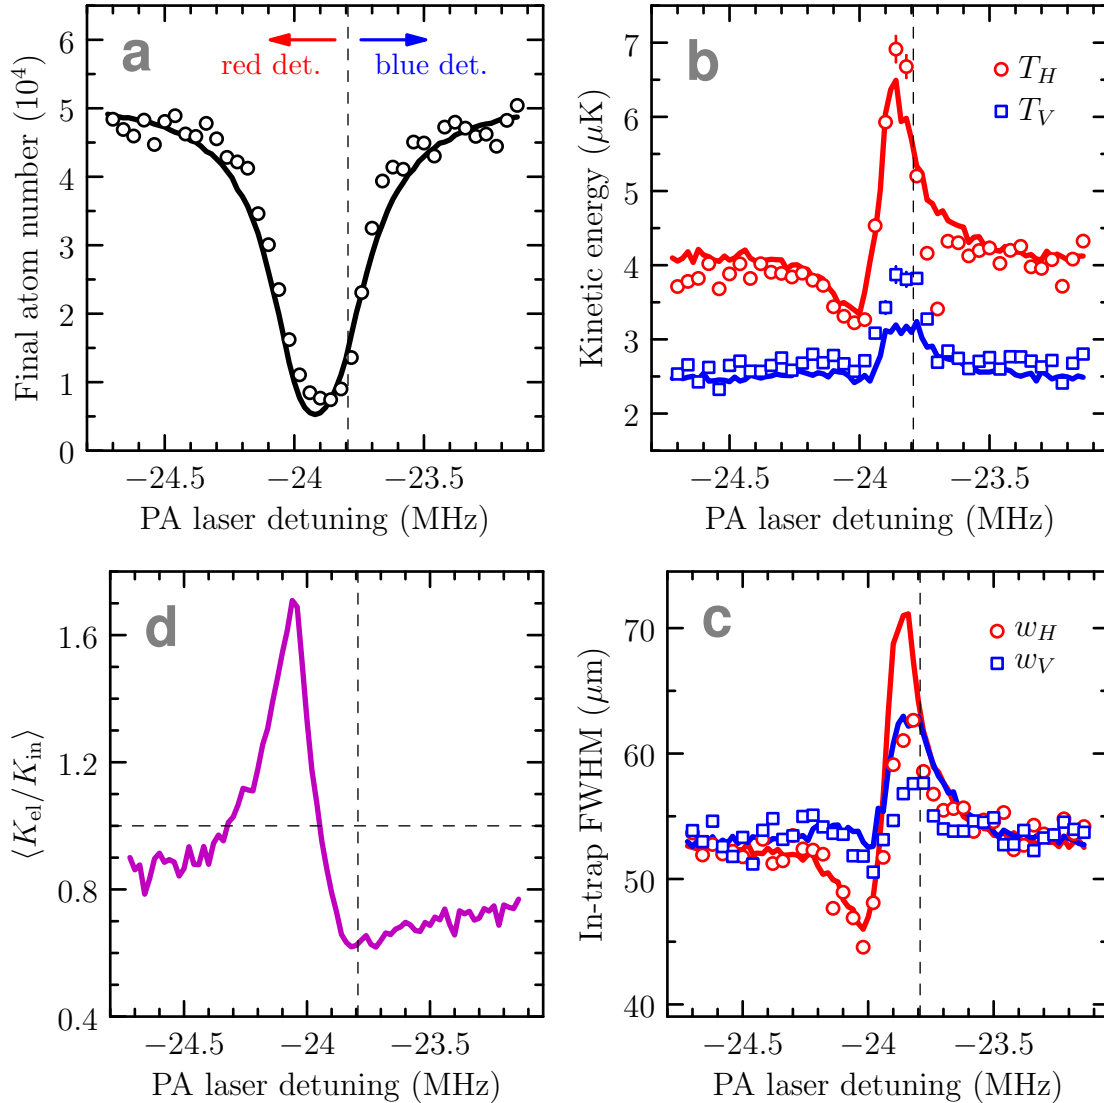 a
red det.
blue det.
Final atom number (10⁴)
6
5
4
3
2
1
0
−24.5
−24
−23.5
PA laser detuning (MHz)
b
T_H
T_V
Kinetic energy (μK)
7
6
5
4
3
2
−24.5
−24
−23.5
PA laser detuning (MHz)
d
⟨K_el/K_in⟩
1.6
1.2
0.8
0.4
−24.5
−24
−23.5
PA laser detuning (MHz)
c
w_H
w_V
In-trap FWHM (μm)
70
60
50
40
−24.5
−24
−23.5
PA laser detuning (MHz)